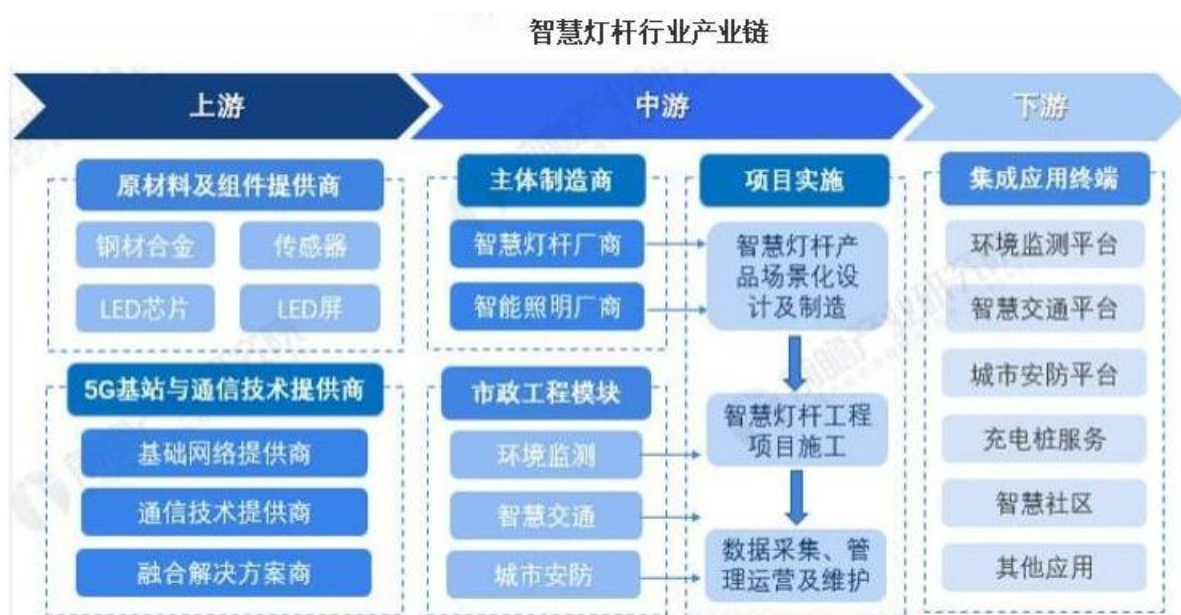 智慧灯杆行业产业链
上游
中游
下游
原材料及组件提供商
钢材合金
传感器
LED芯片
LED屏
5G基站与通信技术提供商
基础网络提供商
通信技术提供商
融合解决方案商
主体制造商
智慧灯杆厂商
智能照明厂商
市政工程模块
环境监测
智慧交通
城市安防
项目实施
智慧灯杆产
品场景化设
计及制造
智慧灯杆工程
项目施工
数据采集、管
理运营及维护
集成应用终端
环境监测平台
智慧交通平台
城市安防平台
充电桩服务
智慧社区
其他应用